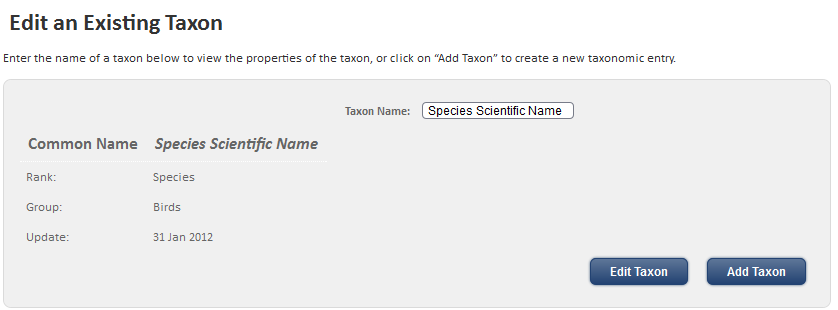 Edit an Existing Taxon
Enter the name of a taxon below to view the properties of the taxon, or click on “Add Taxon” to create a new taxonomic entry.
Taxon Name: Species Scientific Name
Common Name Species Scientific Name
Rank: Species
Group: Birds
Update: 31 Jan 2012
Edit Taxon Add Taxon